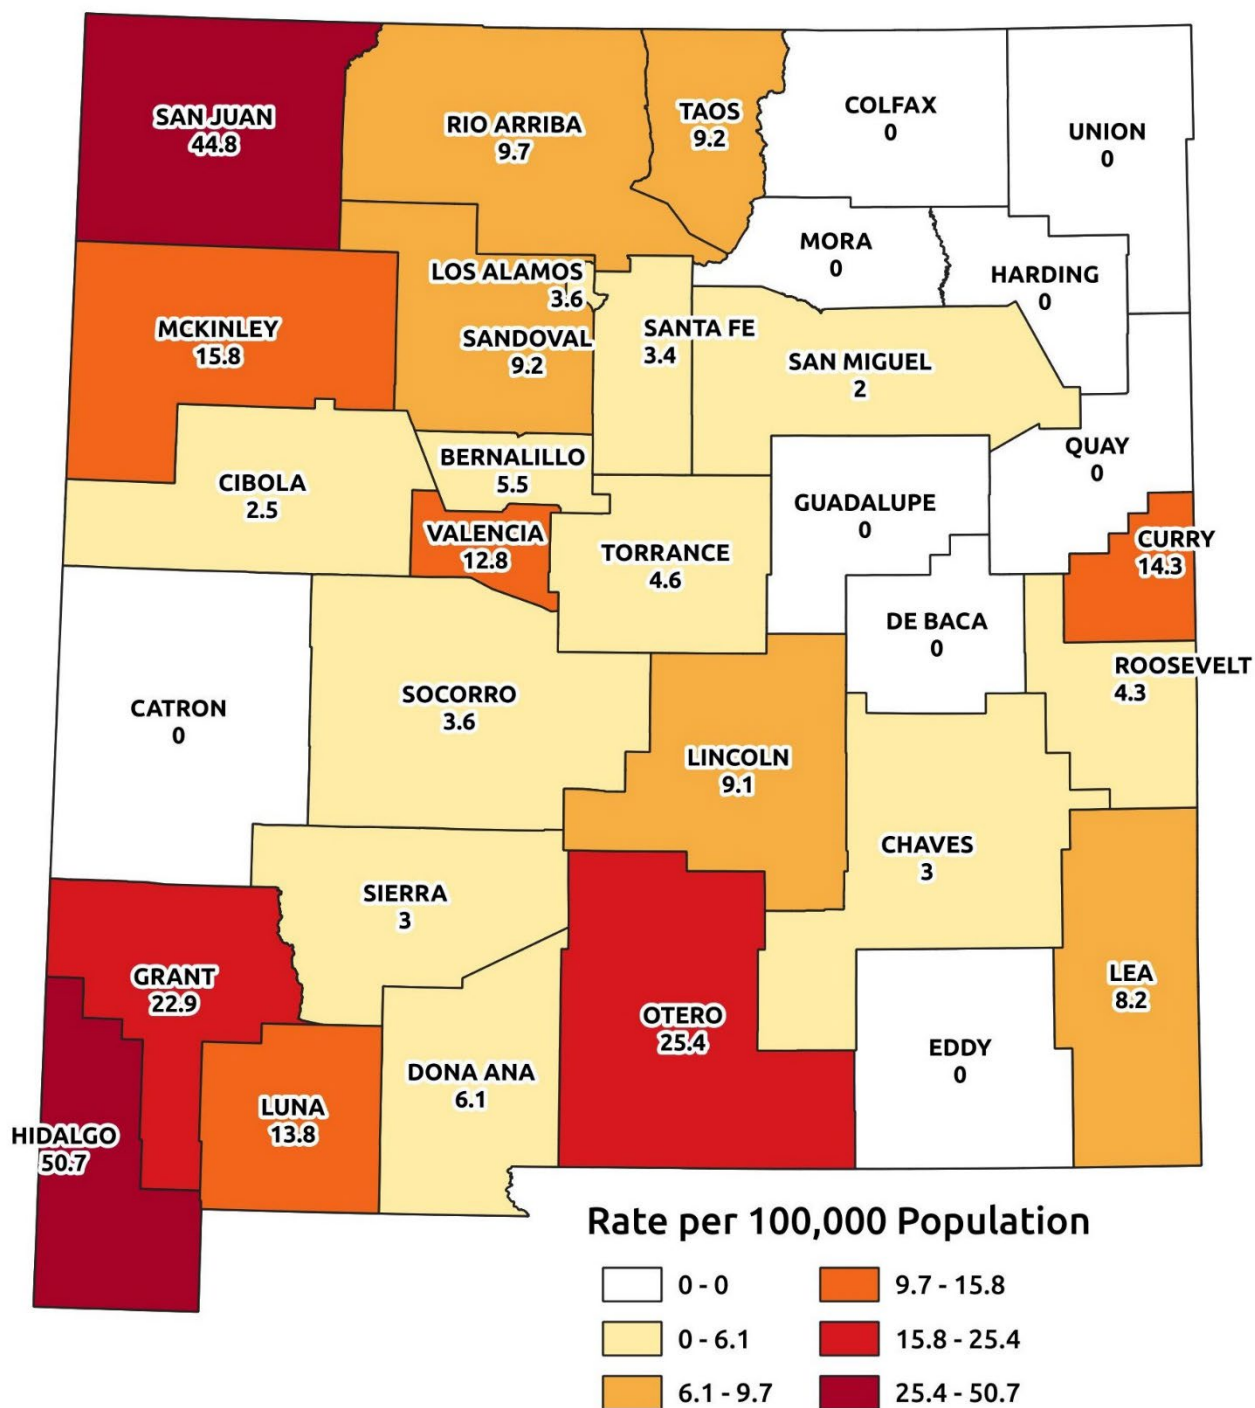 SAN JUAN
44.8
RIO ARRIBA
9.7
TAOS
9.2
COLFAX
0
UNION
0
MORA
0
HARDING
0
LOS ALAMOS
3.6
MCKINLEY
15.8
SANDOVAL
9.2
SANTA FE
3.4
SAN MIGUEL
2
QUAY
0
CIBOLA
2.5
BERNALILLO
5.5
GUADALUPE
0
VALENCIA
12.8
TORRANCE
4.6
CURRY
14.3
DE BACA
0
ROOSEVELT
4.3
CATRON
0
SOCORRO
3.6
LINCOLN
9.1
CHAVES
3
SIERRA
3
GRANT
22.9
OTERO
25.4
LEA
8.2
EDDY
0
DONA ANA
6.1
LUNA
13.8
HIDALGO
50.7
Rate per 100,000 Population
0 - 0
0 - 6.1
6.1 - 9.7
9.7 - 15.8
15.8 - 25.4
25.4 - 50.7